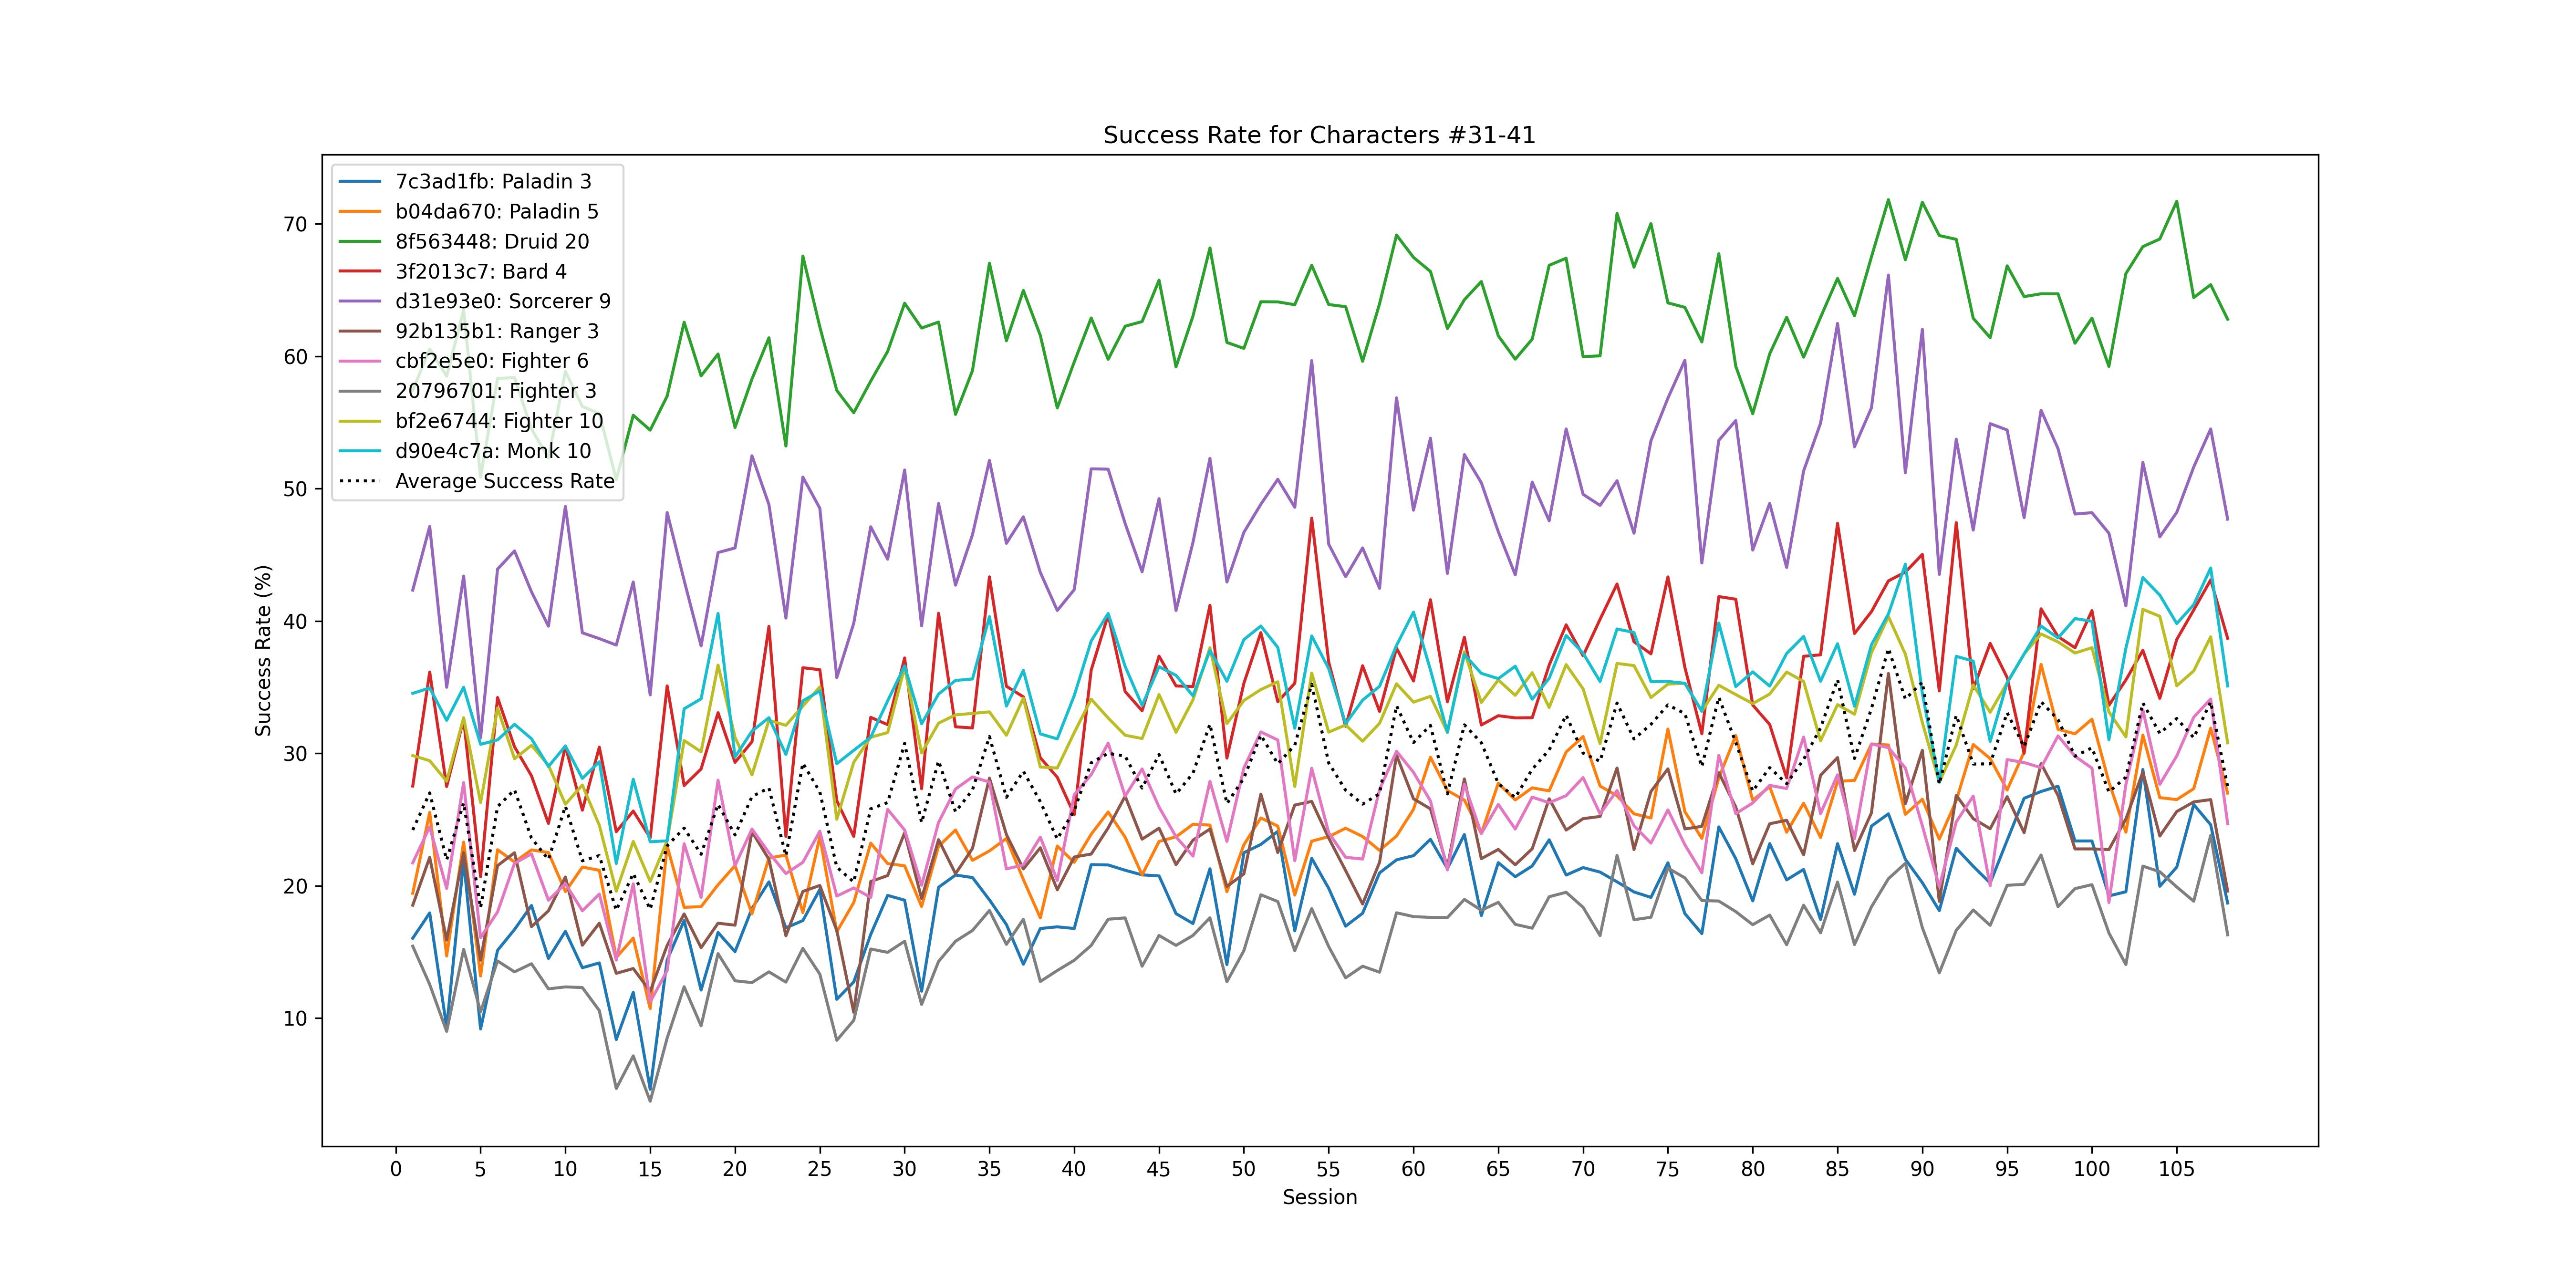 Success Rate for Characters #31-41
7c3ad1fb: Paladin 3
b04da670: Paladin 5
8f563448: Druid 20
3f2013c7: Bard 4
d31e93e0: Sorcerer 9
92b135b1: Ranger 3
cbf2e5e0: Fighter 6
20796701: Fighter 3
bf2e6744: Fighter 10
d90e4c7a: Monk 10
Average Success Rate
Success Rate (%)
70
60
50
40
30
20
10
0 5 10 15 20 25 30 35 40 45 50 55 60 65 70 75 80 85 90 95 100 105
Session